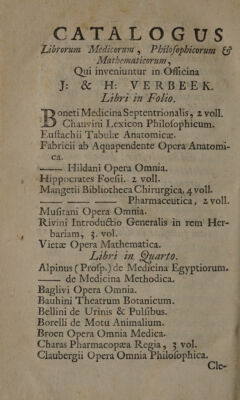 CATALOGUS
Librorum Medicorum, Philosophicorum &
Mathematicorum,
Qui inveniuntur in Officina
J: & H: VERBEEK.
Libri in Folio.
Boneti Medicina Septentrionalis, 2 voll.
Chauvini Lexicon Philosophicum.
Eustachii Tabulæ Anatomicæ.
Fabricii ab Aquapendente Opera Anatomi-
ca.
—— Hildani Opera Omnia.
Hippocrates Foesii. 2 voll.
Mangetii Bibliotheca Chirurgica, 4 voll.
—— —— —— Pharmaceutica, 2 voll.
Musitani Opera Omnia.
Rivini Introductio Generalis in rem Her-
bariam, 3. vol.
Vietæ Opera Mathematica.
Libri in Quarto.
Alpinus (Prosp.) de Medicina Egyptiorum.
—— de Medicina Methodica.
Baglivi Opera Omnia.
Bauhini Theatrum Botanicum.
Bellini de Urinis & Pulsibus.
Borelli de Motu Animalium.
Broen Opera Omnia Medica.
Charas Pharmacopæa Regia, 3 vol.
Claubergii Opera Omnia Philosophica.
Cle-